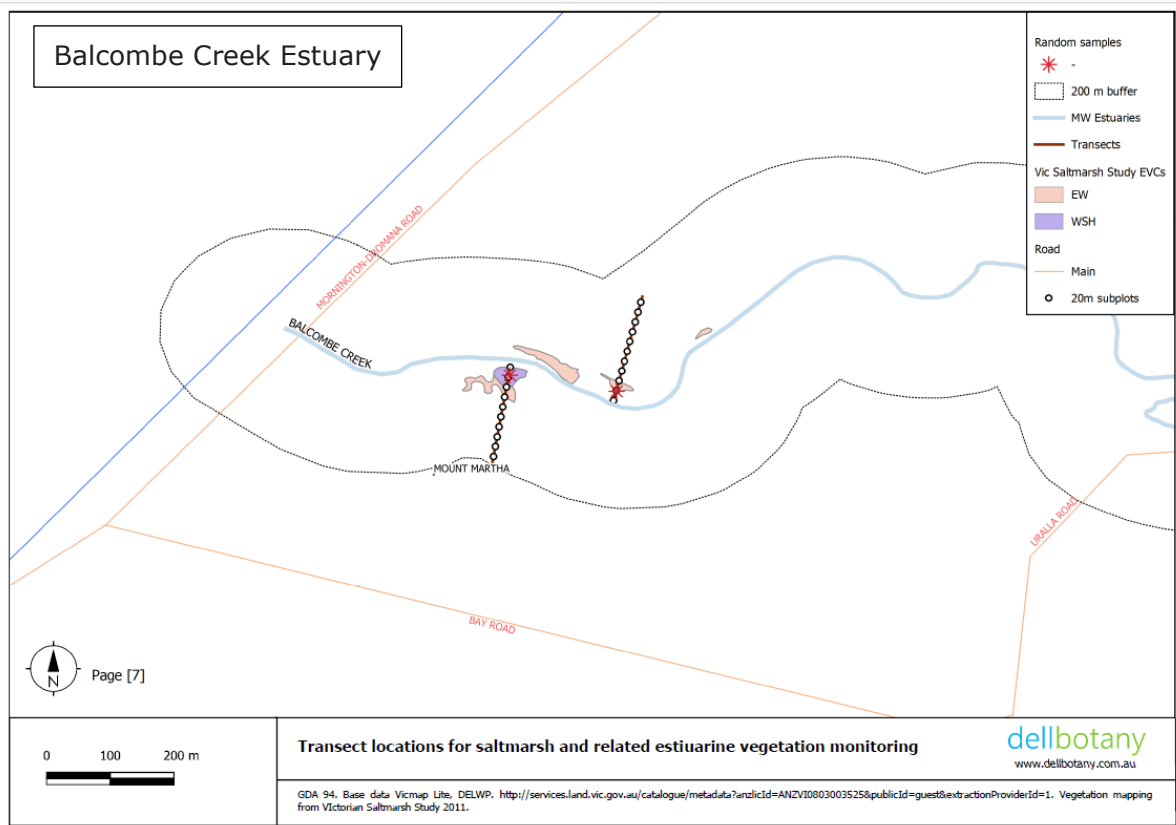 Balcombe Creek Estuary
Random samples
-
200 m buffer
MW Estuaries
Transects
Vic Saltmarsh Study EVCs
EW
WSH
Road
Main
20m subplots
MORNINGTON-DROMANA ROAD
BALCOMBE CREEK
MOUNT MARTHA
URALLA ROAD
BAY ROAD
N
Page [7]
0 100 200 m
Transect locations for saltmarsh and related estiuarine vegetation monitoring
dellbotany
www.dellbotany.com.au
GDA 94. Base data Vicmap Lite, DELWP. http://services.land.vic.gov.au/catalogue/metadata?anzlicId=ANZVI0803003525&publicId=guest&extractionProviderId=1. Vegetation mapping
from VIctorian Saltmarsh Study 2011.